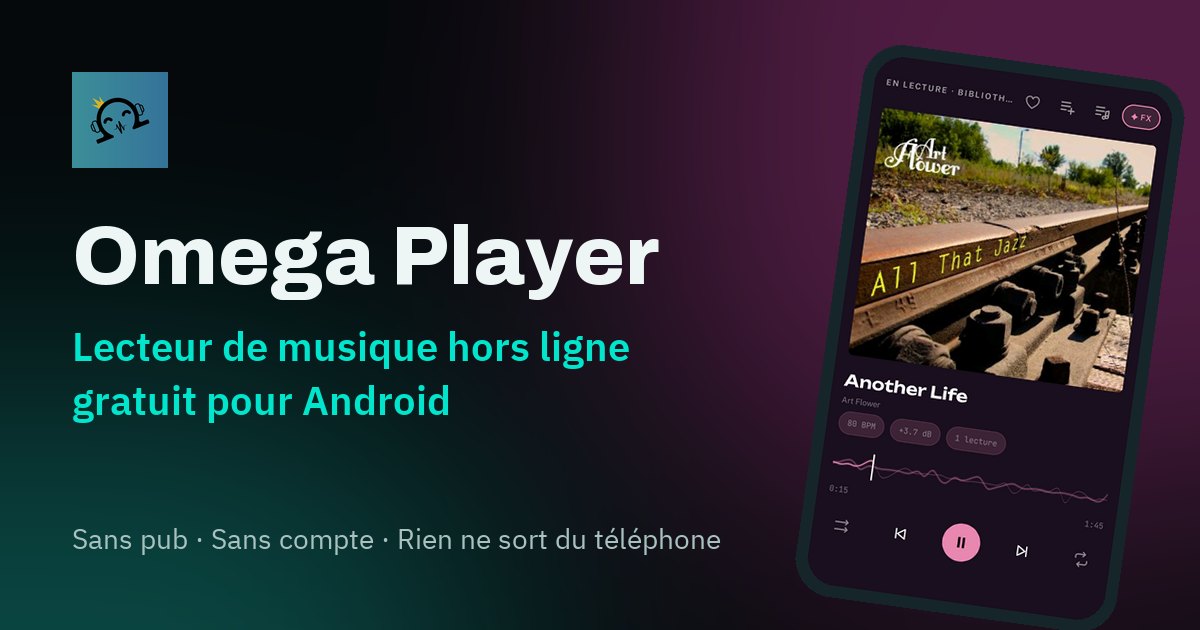 Omega Player
Lecteur de musique hors ligne
gratuit pour Android
Sans pub · Sans compte · Rien ne sort du téléphone
EN LECTURE · BIBLIOTH...
FX
Art Flower
All That Jazz
Another Life
Art Flower
80 BPM
+3.7 dB
1 lecture
0:15
1:45